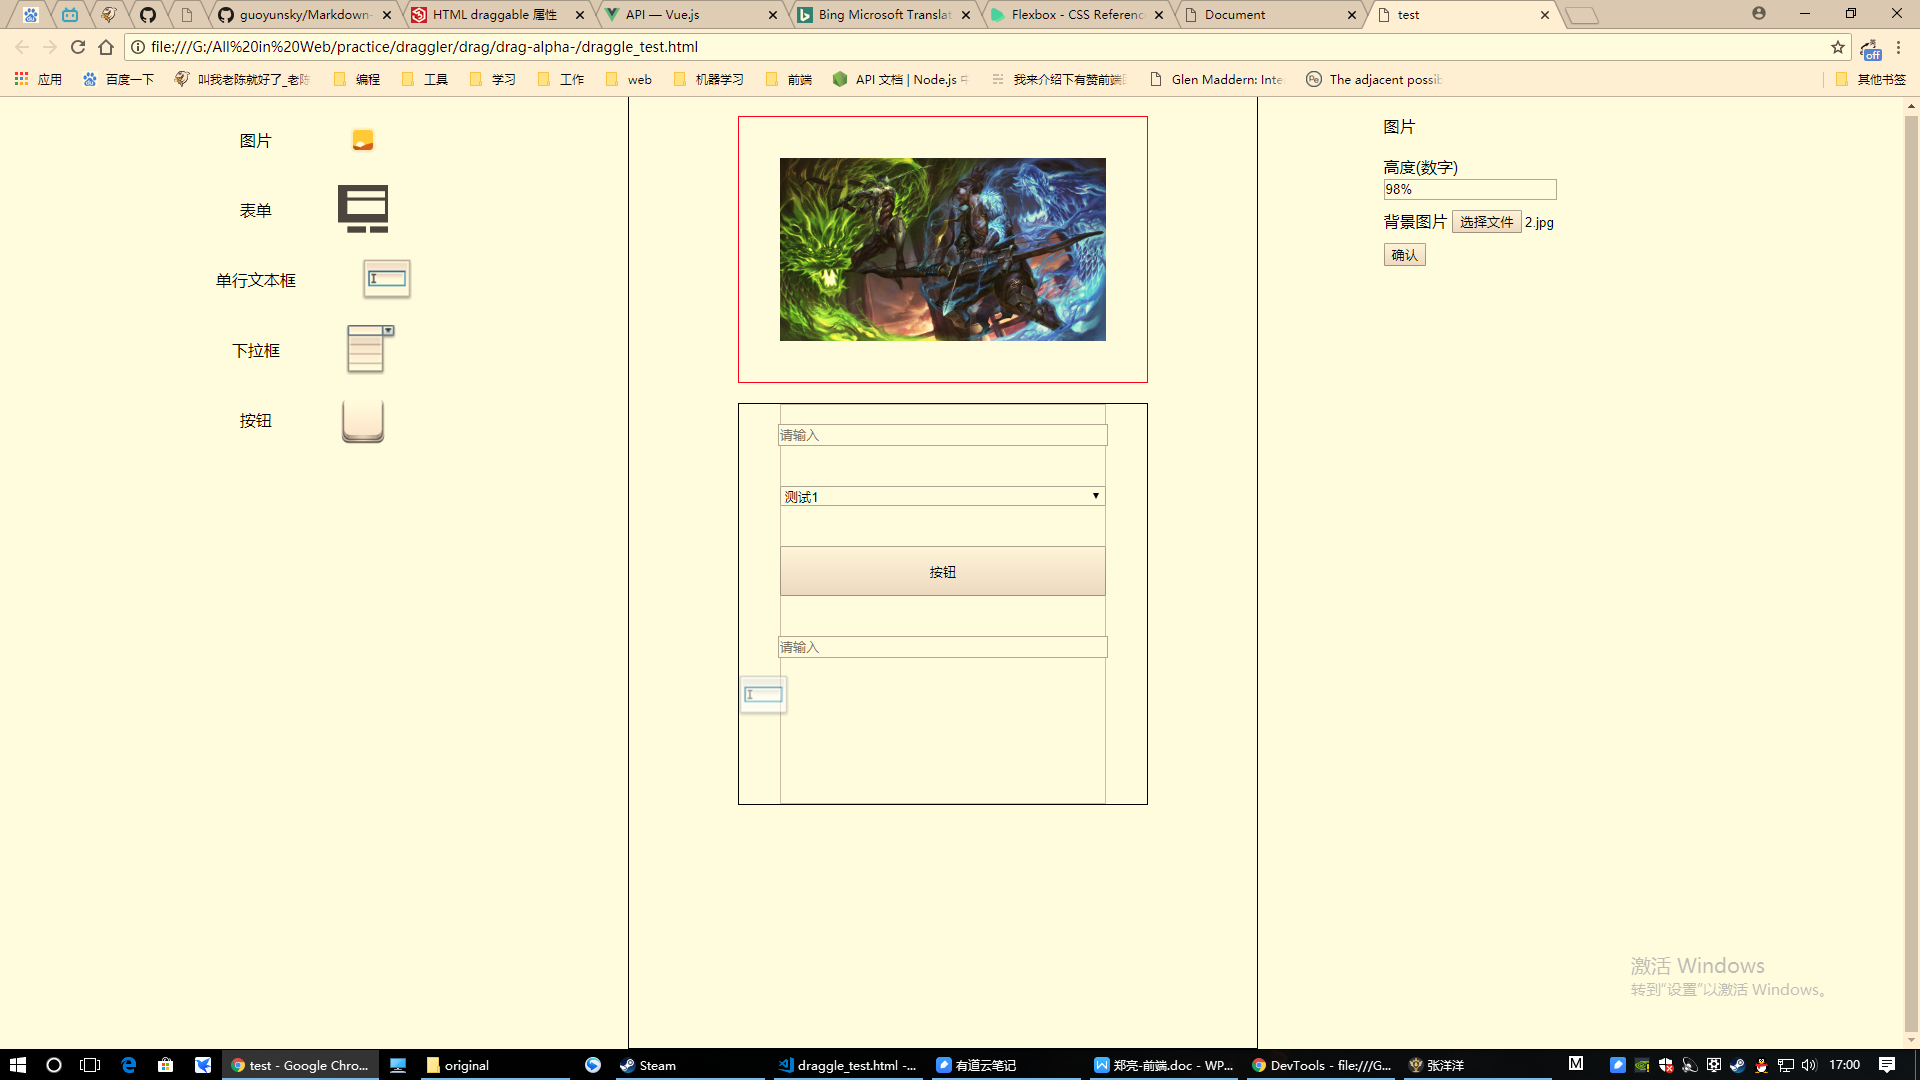 guoyunsky/Markdown-
HTML draggable 属性
API — Vue.js
Bing Microsoft Translat
Flexbox - CSS Referenc
Document
test
file:///G:/All%20in%20Web/practice/draggler/drag/drag-alpha-/draggle_test.html
off
应用
百度一下
叫我老陈就好了_老陈
编程
工具
学习
工作
web
机器学习
前端
API 文档 | Node.js 中
我来介绍下有赞前端
Glen Maddern: Inte
The adjacent possib
其他书签
图片
表单
单行文本框
下拉框
按钮
请输入
测试1
按钮
请输入
图片
高度(数字)
98%
背景图片 选择文件 2.jpg
确认
激活 Windows
转到"设置"以激活 Windows。
test - Google Chro...
original
Steam
draggle_test.html -...
有道云笔记
郑亮-前端.doc - WP...
DevTools - file:///G...
张洋洋
M
17:00